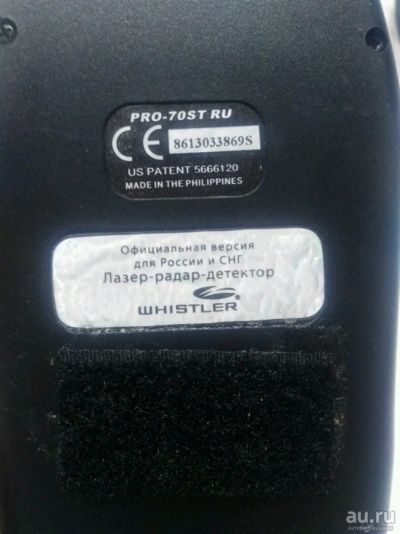 PRO-70ST RU
CE 8613033869S
US PATENT 5666120
MADE IN THE PHILIPPINES
Официальная версия
для России и СНГ
Лазер-радар-детектор
WHISTLER®
au.ru